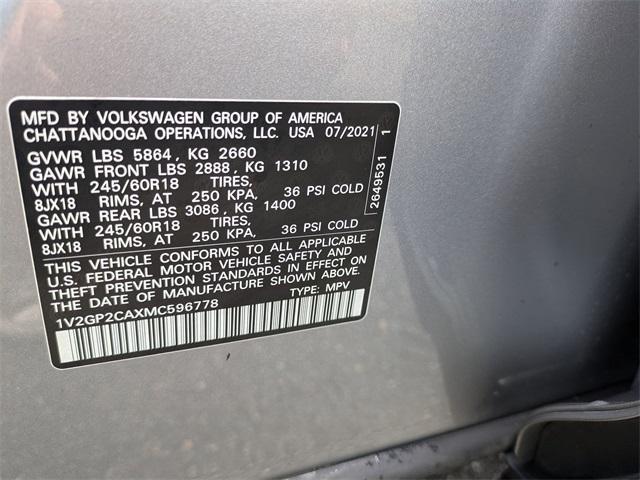 MFD BY VOLKSWAGEN GROUP OF AMERICA
CHATTANOOGA OPERATIONS, LLC. USA 07/2021
GVWR LBS 5864, KG 2660
GAWR FRONT LBS 2888, KG 1310
WITH 245/60R18 TIRES,
8JX18 RIMS, AT 250 KPA, 36 PSI COLD
GAWR REAR LBS 3086, KG 1400
WITH 245/60R18 TIRES,
8JX18 RIMS, AT 250 KPA, 36 PSI COLD
THIS VEHICLE CONFORMS TO ALL APPLICABLE
U.S. FEDERAL MOTOR VEHICLE SAFETY AND
THEFT PREVENTION STANDARDS IN EFFECT ON
THE DATE OF MANUFACTURE SHOWN ABOVE.
1V2GP2CAXMC596778 TYPE: MPV
2649531 1